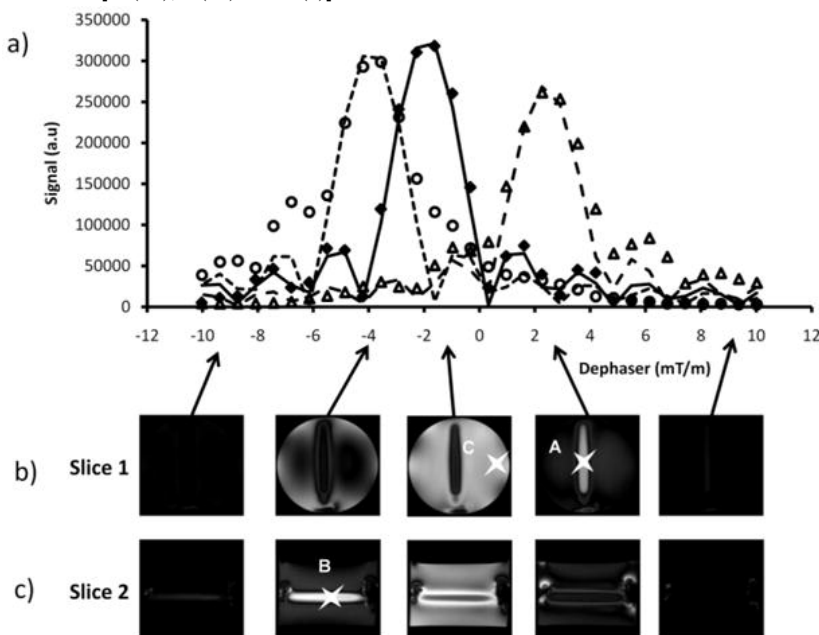 a)
350000
300000
250000
200000
150000
100000
50000
0
Signal (a.u)
-12 -10 -8 -6 -4 -2 0 2 4 6 8 10 12
Dephaser (mT/m)
b) Slice 1
C
A
c) Slice 2
B